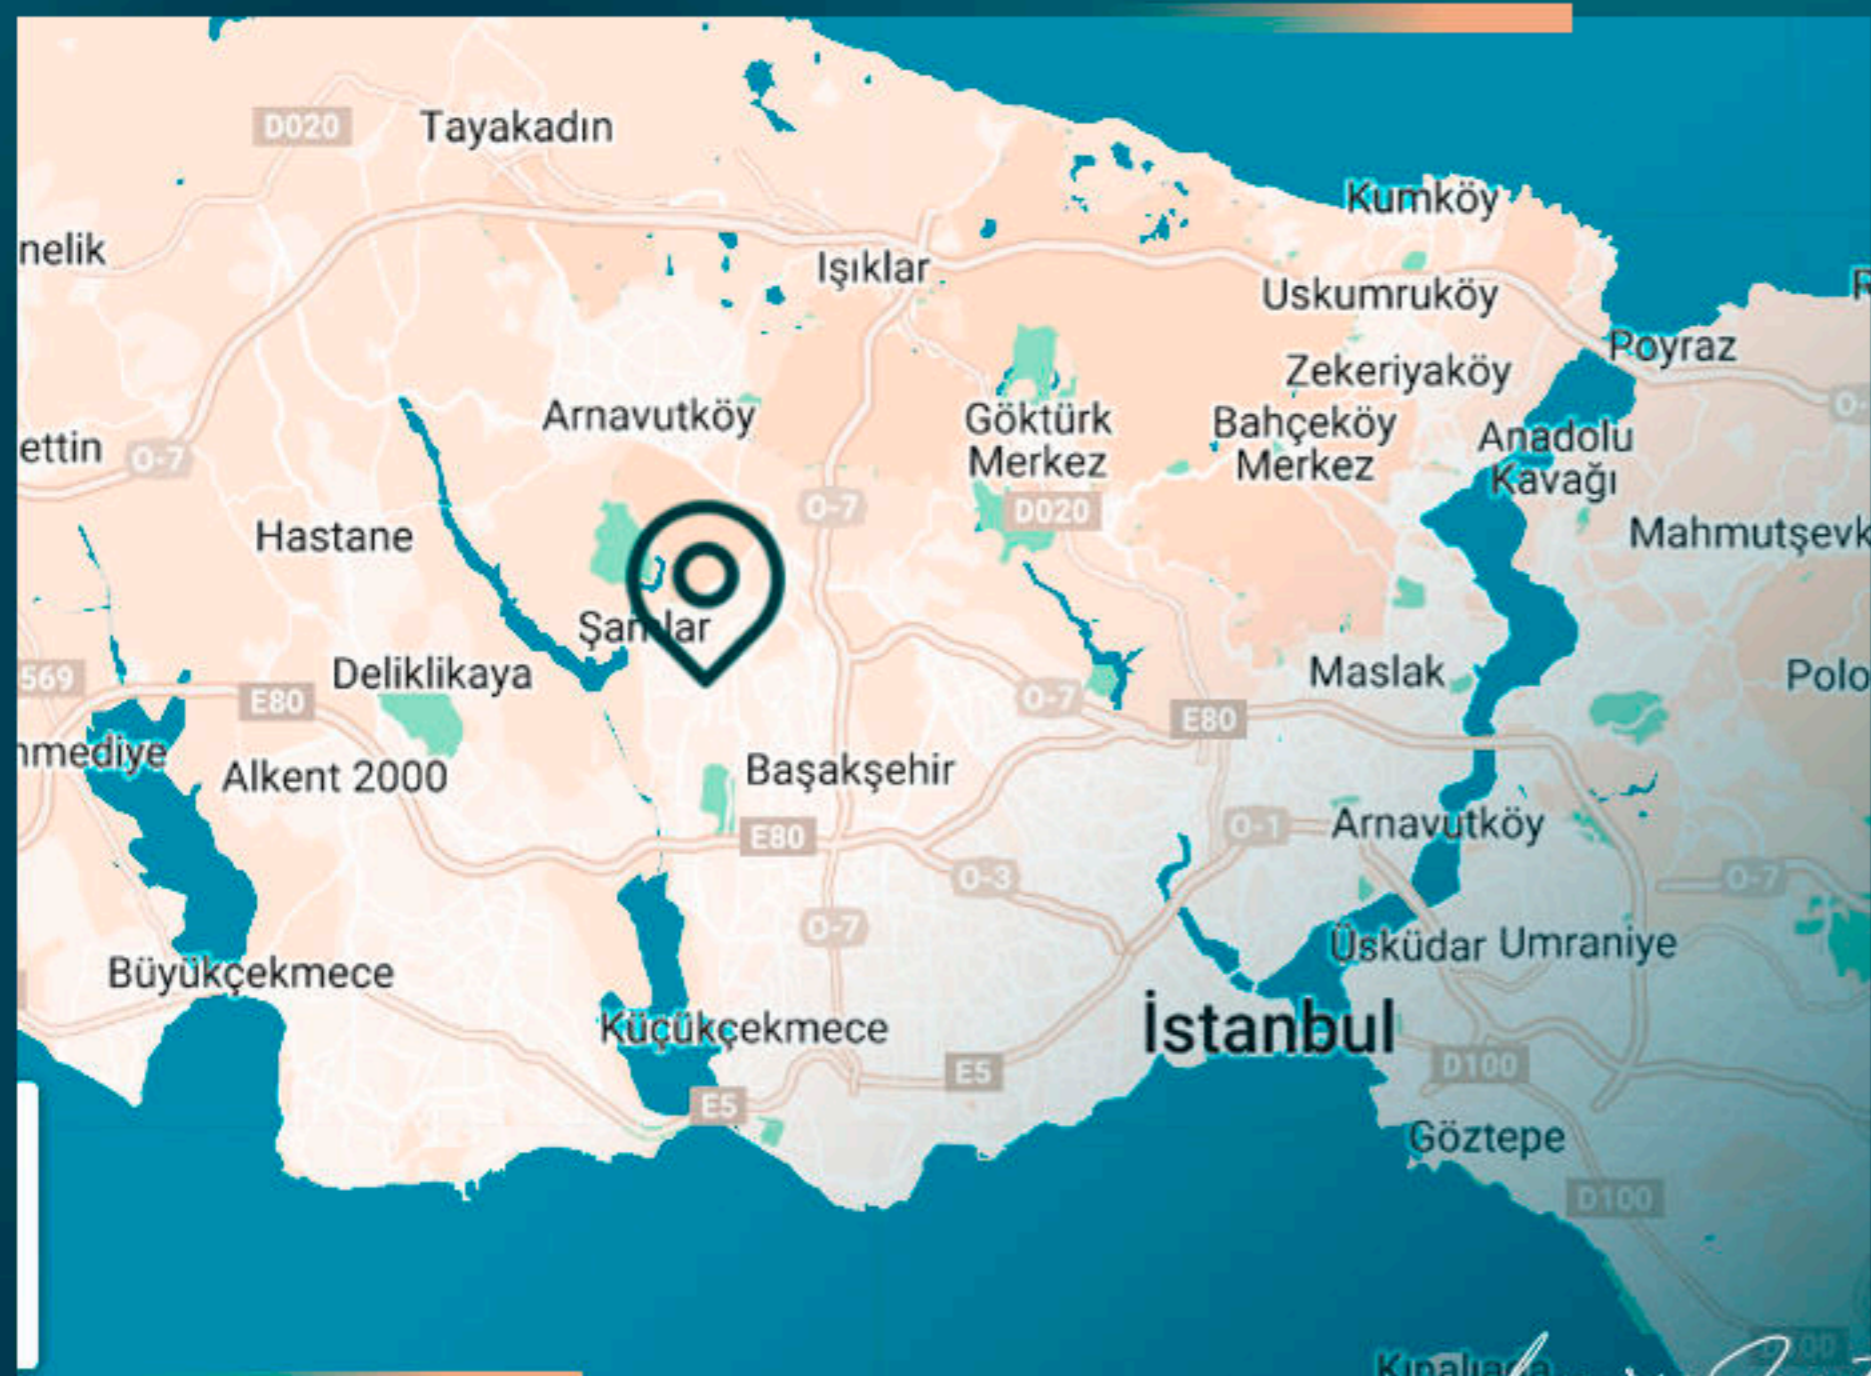 D020
Tayakadın
Kumköy
nelik
Işıklar
Uskumruköy
Poyraz
Zekeriyaköy
Arnavutköy
Göktürk
Merkez
Bahçeköy
Merkez
Anadolu
Kavağı
ettin
O-7
O-7
D020
Hastane
Mahmutşevk
Deliklikaya
569
E80
O-7
E80
Maslak
Polo
mediye
Alkent 2000
Başakşehir
E80
O-1
Arnavutköy
O-3
O-7
O-7
Büyükçekmece
Üsküdar
Umraniye
Küçükçekmece
İstanbul
E5
D100
E5
Göztepe
D100